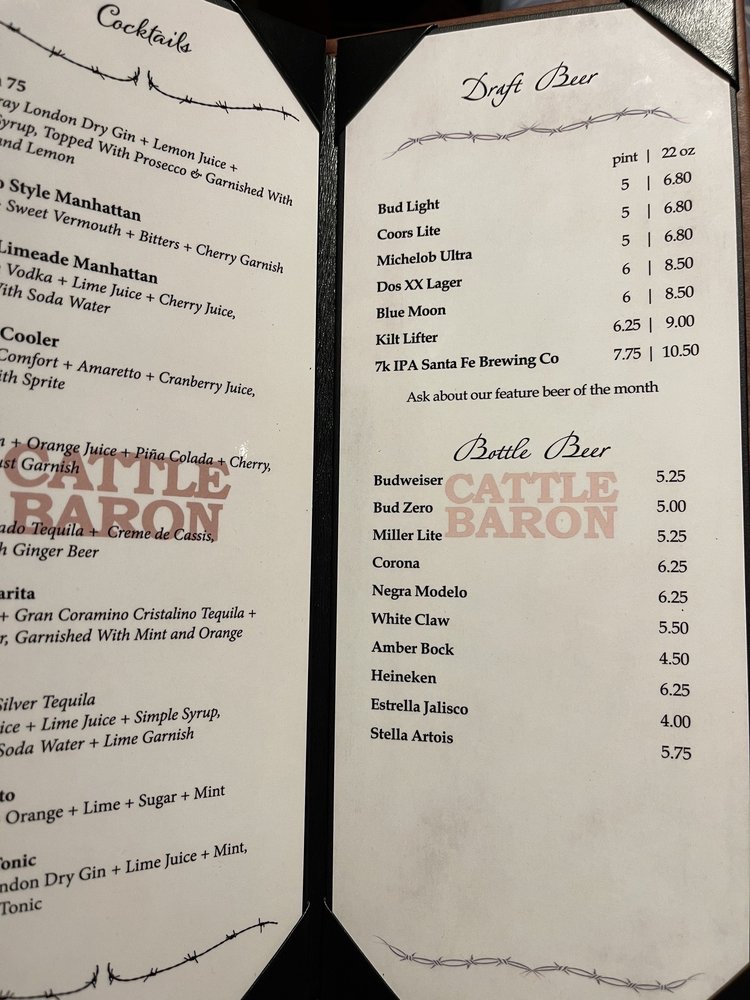 Cocktails
75
ray London Dry Gin + Lemon Juice +
Syrup, Topped With Prosecco & Garnished With
and Lemon
o Style Manhattan
Sweet Vermouth + Bitters + Cherry Garnish
Limeade Manhattan
Vodka + Lime Juice + Cherry Juice,
With Soda Water
Cooler
Comfort + Amaretto + Cranberry Juice,
ith Sprite
n + Orange Juice + Piña Colada + Cherry,
ust Garnish
CATTLE
BARON
ado Tequila + Creme de Cassis,
h Ginger Beer
arita
+ Gran Coramino Cristalino Tequila +
r, Garnished With Mint and Orange
Silver Tequila
ice + Lime Juice + Simple Syrup,
Soda Water + Lime Garnish
to
Orange + Lime + Sugar + Mint
Tonic
ndon Dry Gin + Lime Juice + Mint,
Tonic
Draft Beer
pint | 22 oz
Bud Light 5 | 6.80
Coors Lite 5 | 6.80
Michelob Ultra 5 | 6.80
Dos XX Lager 6 | 8.50
Blue Moon 6 | 8.50
Kilt Lifter 6.25 | 9.00
7k IPA Santa Fe Brewing Co 7.75 | 10.50
Ask about our feature beer of the month
Bottle Beer
CATTLE
BARON
Budweiser 5.25
Bud Zero 5.00
Miller Lite 5.25
Corona 6.25
Negra Modelo 6.25
White Claw 5.50
Amber Bock 4.50
Heineken 6.25
Estrella Jalisco 4.00
Stella Artois 5.75